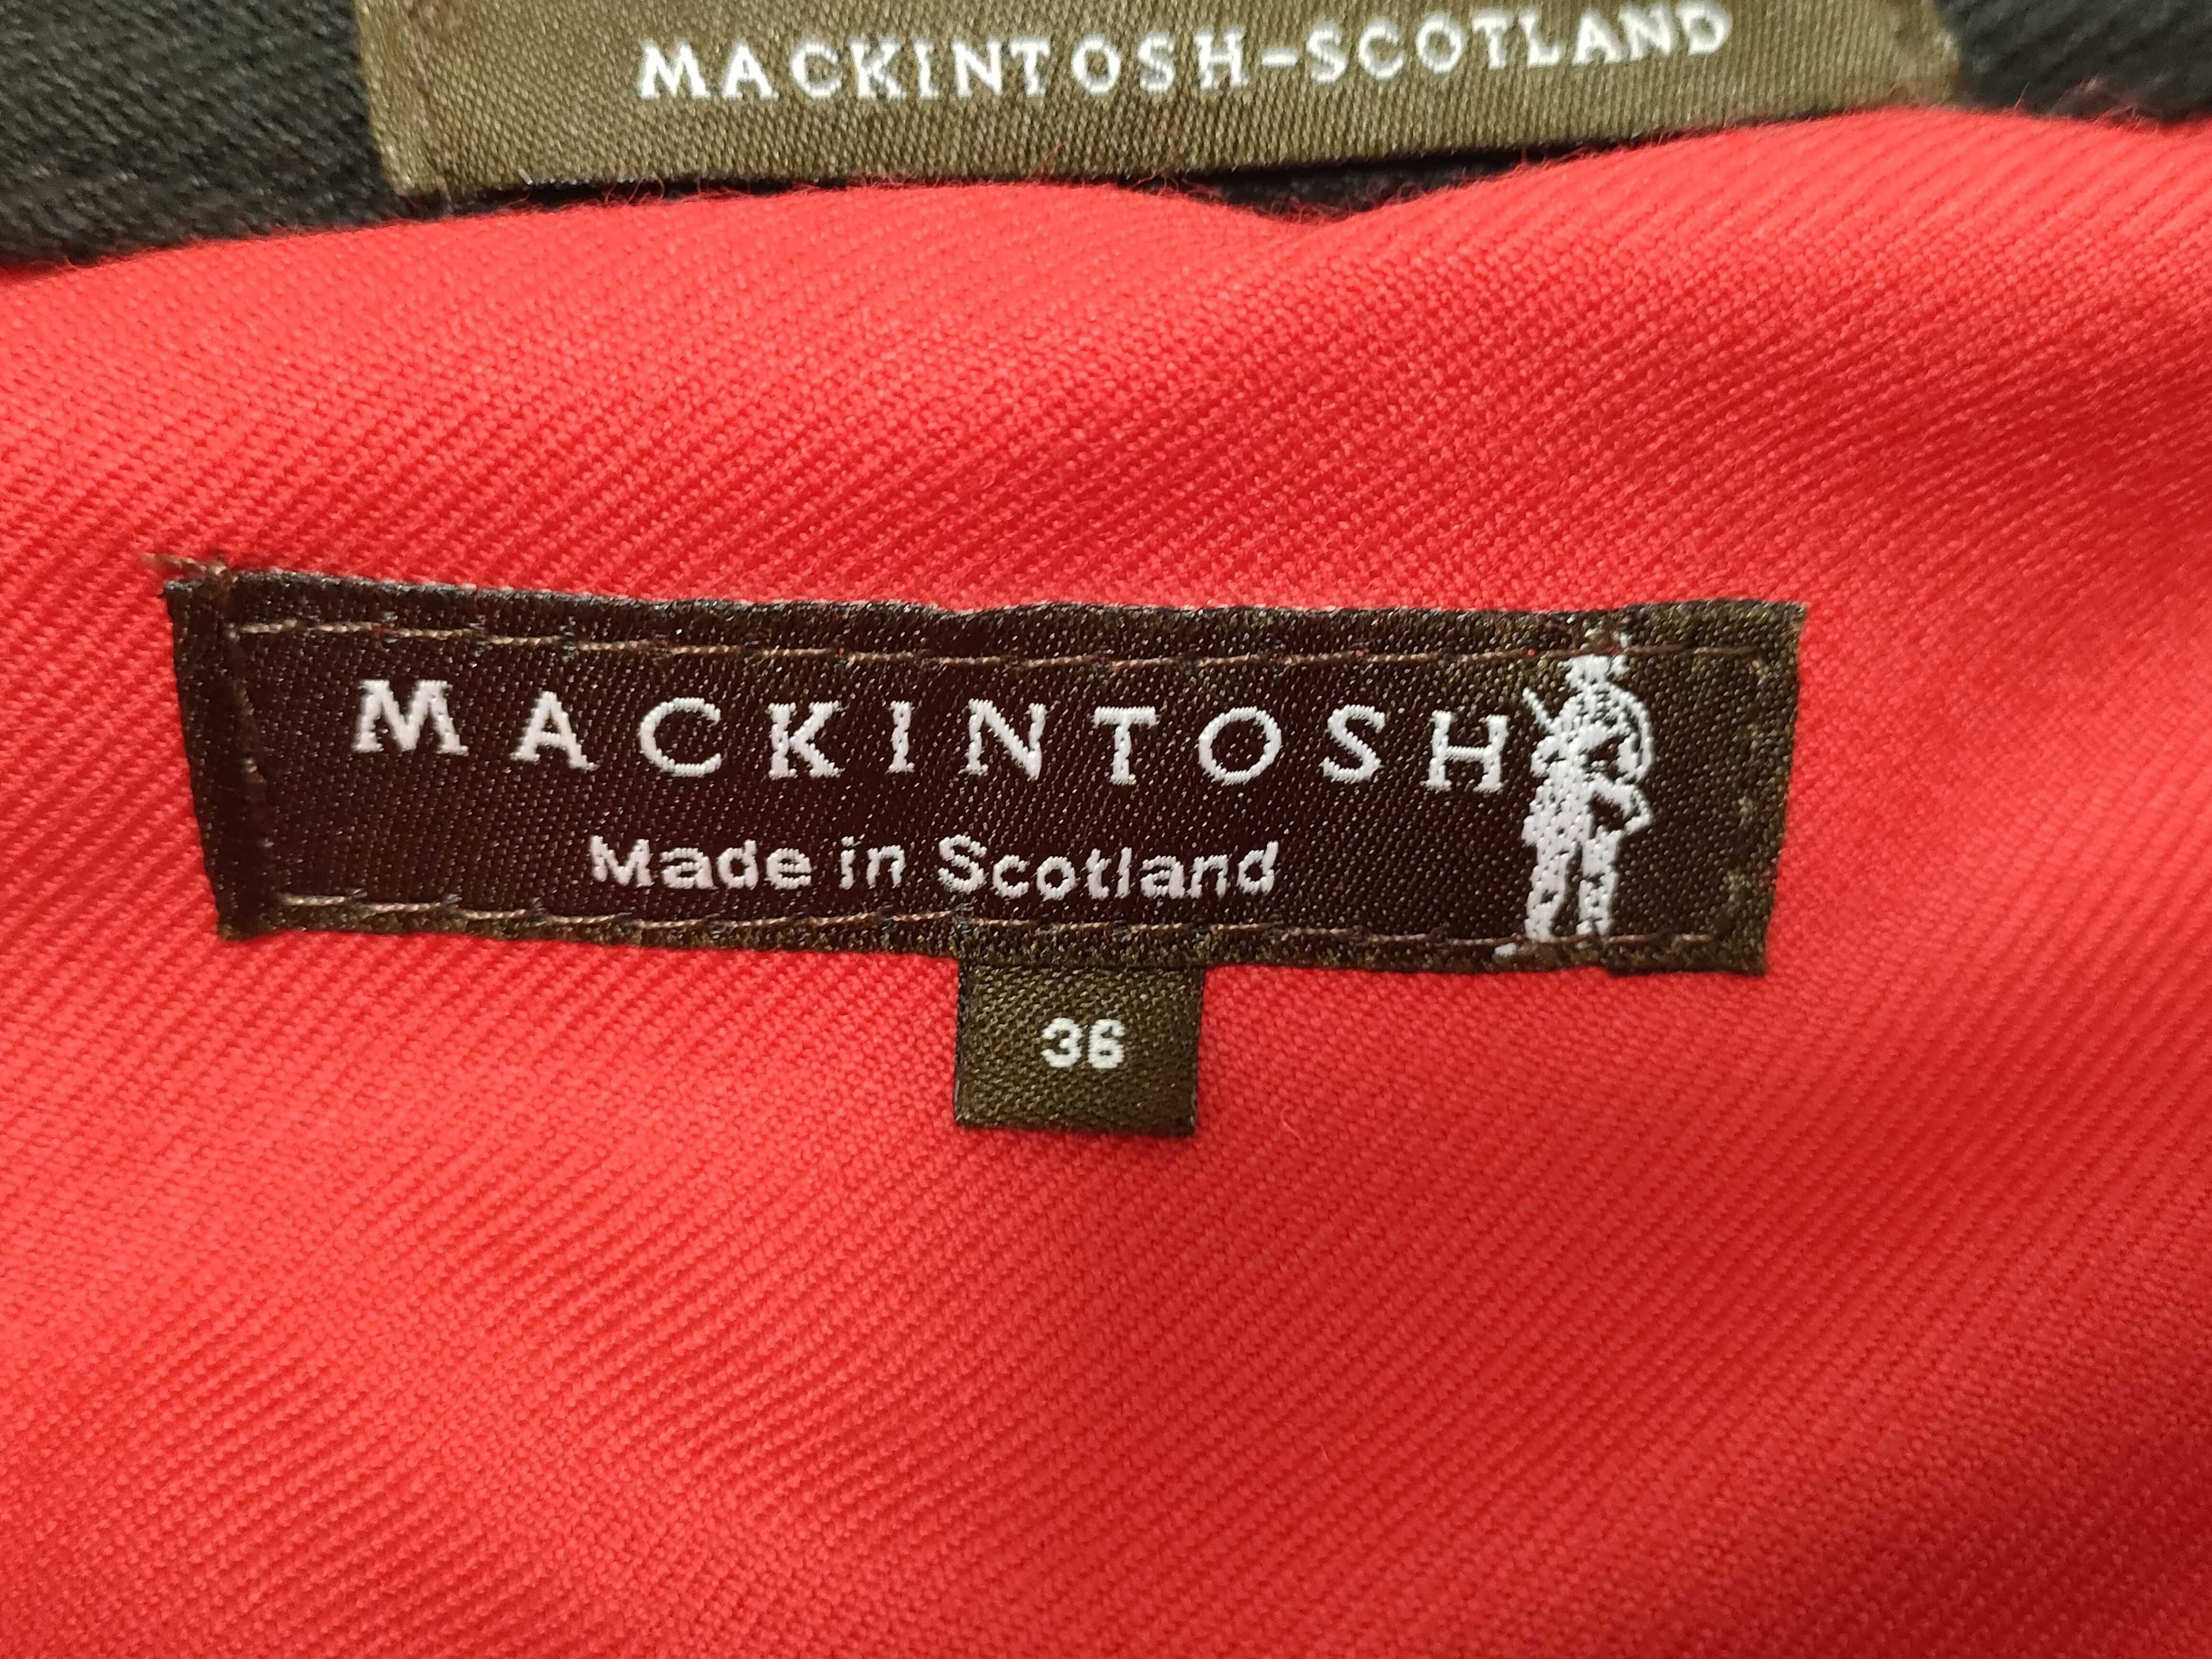 MACKINTOSH-SCOTLAND
MACKINTOSH
Made in Scotland
36